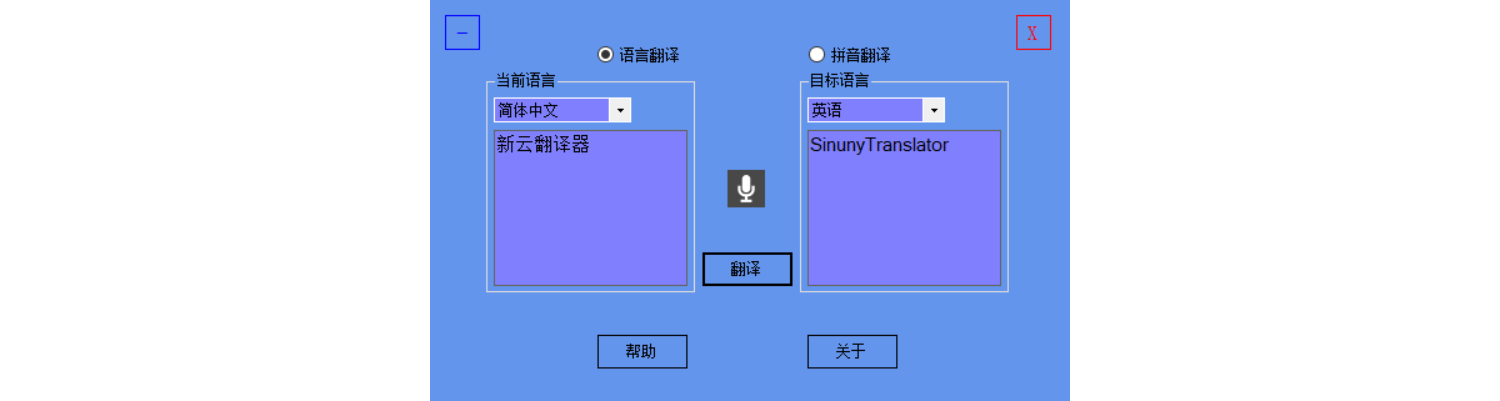 –
X
语言翻译
拼音翻译
当前语言
目标语言
简体中文
英语
新云翻译器
SinunyTranslator
翻译
帮助
关于